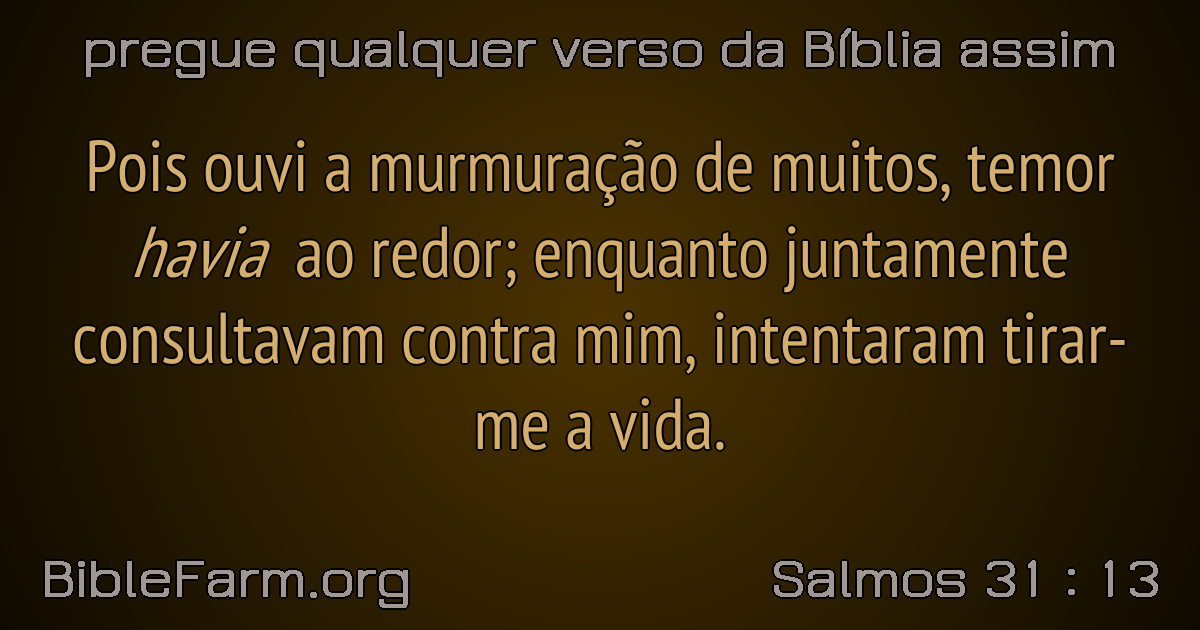 pregue qualquer verso da Bíblia assim
Pois ouvi a murmuração de muitos, temor
havia ao redor; enquanto juntamente
consultavam contra mim, intentaram tirar-
me a vida.
BibleFarm.org
Salmos 31 : 13